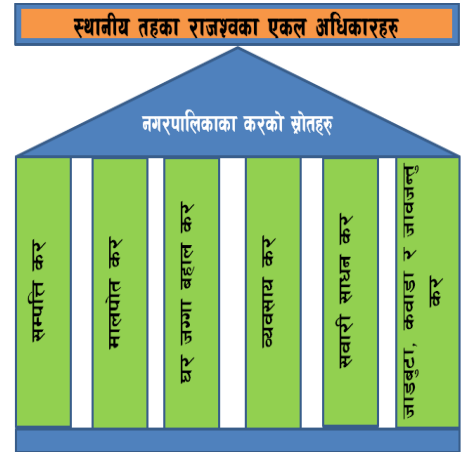 स्थानीय तहका राजश्वका एकल अधिकारहरु
नगरपालिकाका करको स्रोतहरु
सम्पत्ति कर
मालपोत कर
घर जग्गा बहाल कर
व्यवसाय कर
सवारी साधन कर
जाडबुटा, कवाडा र जावजन्तु
कर